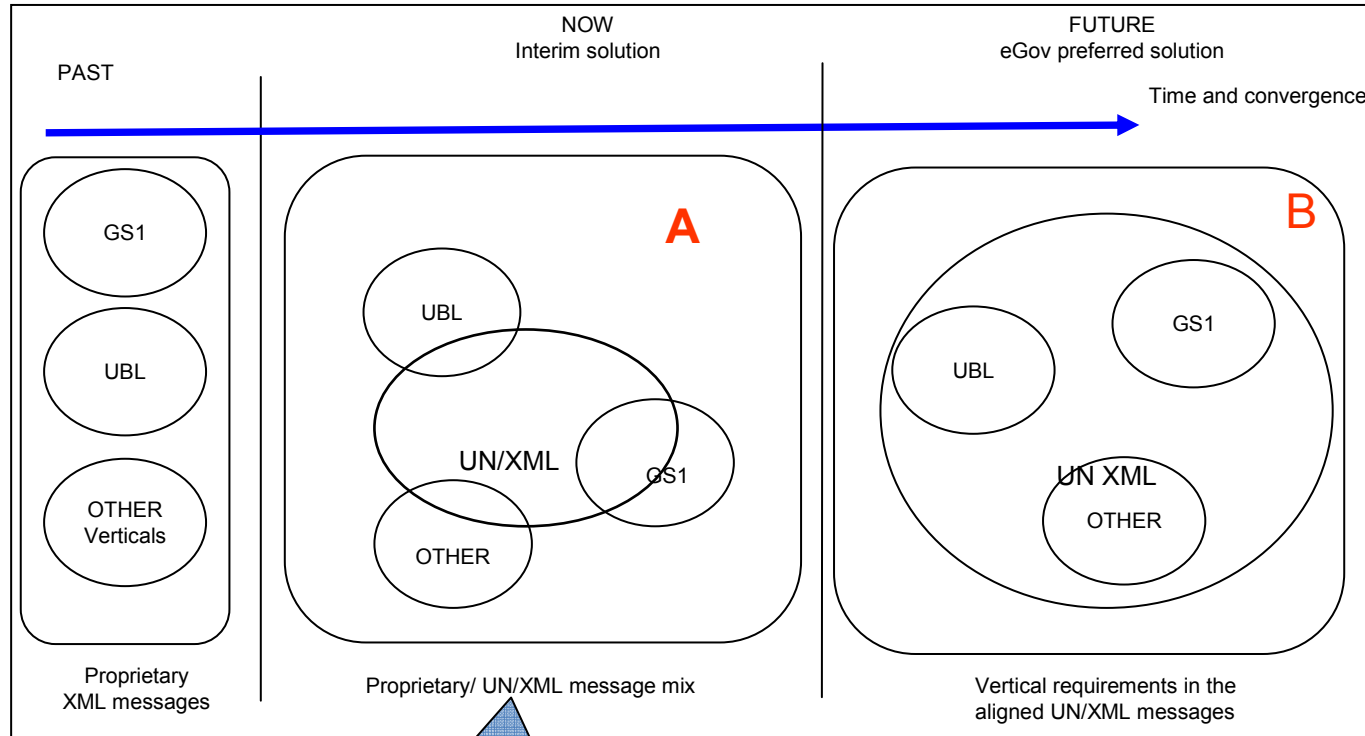 PAST
NOW
Interim solution
FUTURE
eGov preferred solution
Time and convergence
GS1
UBL
OTHER
Verticals
Proprietary
XML messages
A
UBL
UN/XML
GS1
OTHER
Proprietary/ UN/XML message mix
B
GS1
UBL
UN XML
OTHER
Vertical requirements in the
aligned UN/XML messages